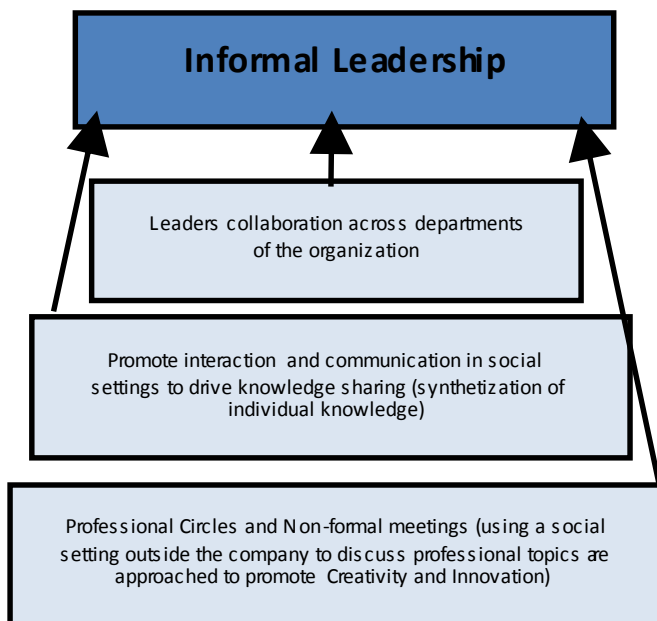 Informal Leadership
Leaders collaboration across departments
of the organization
Promote interaction and communication in social
settings to drive knowledge sharing (synthetization of
individual knowledge)
Professional Circles and Non-formal meetings (using a social
setting outside the company to discuss professional topics are
approached to promote Creativity and Innovation)